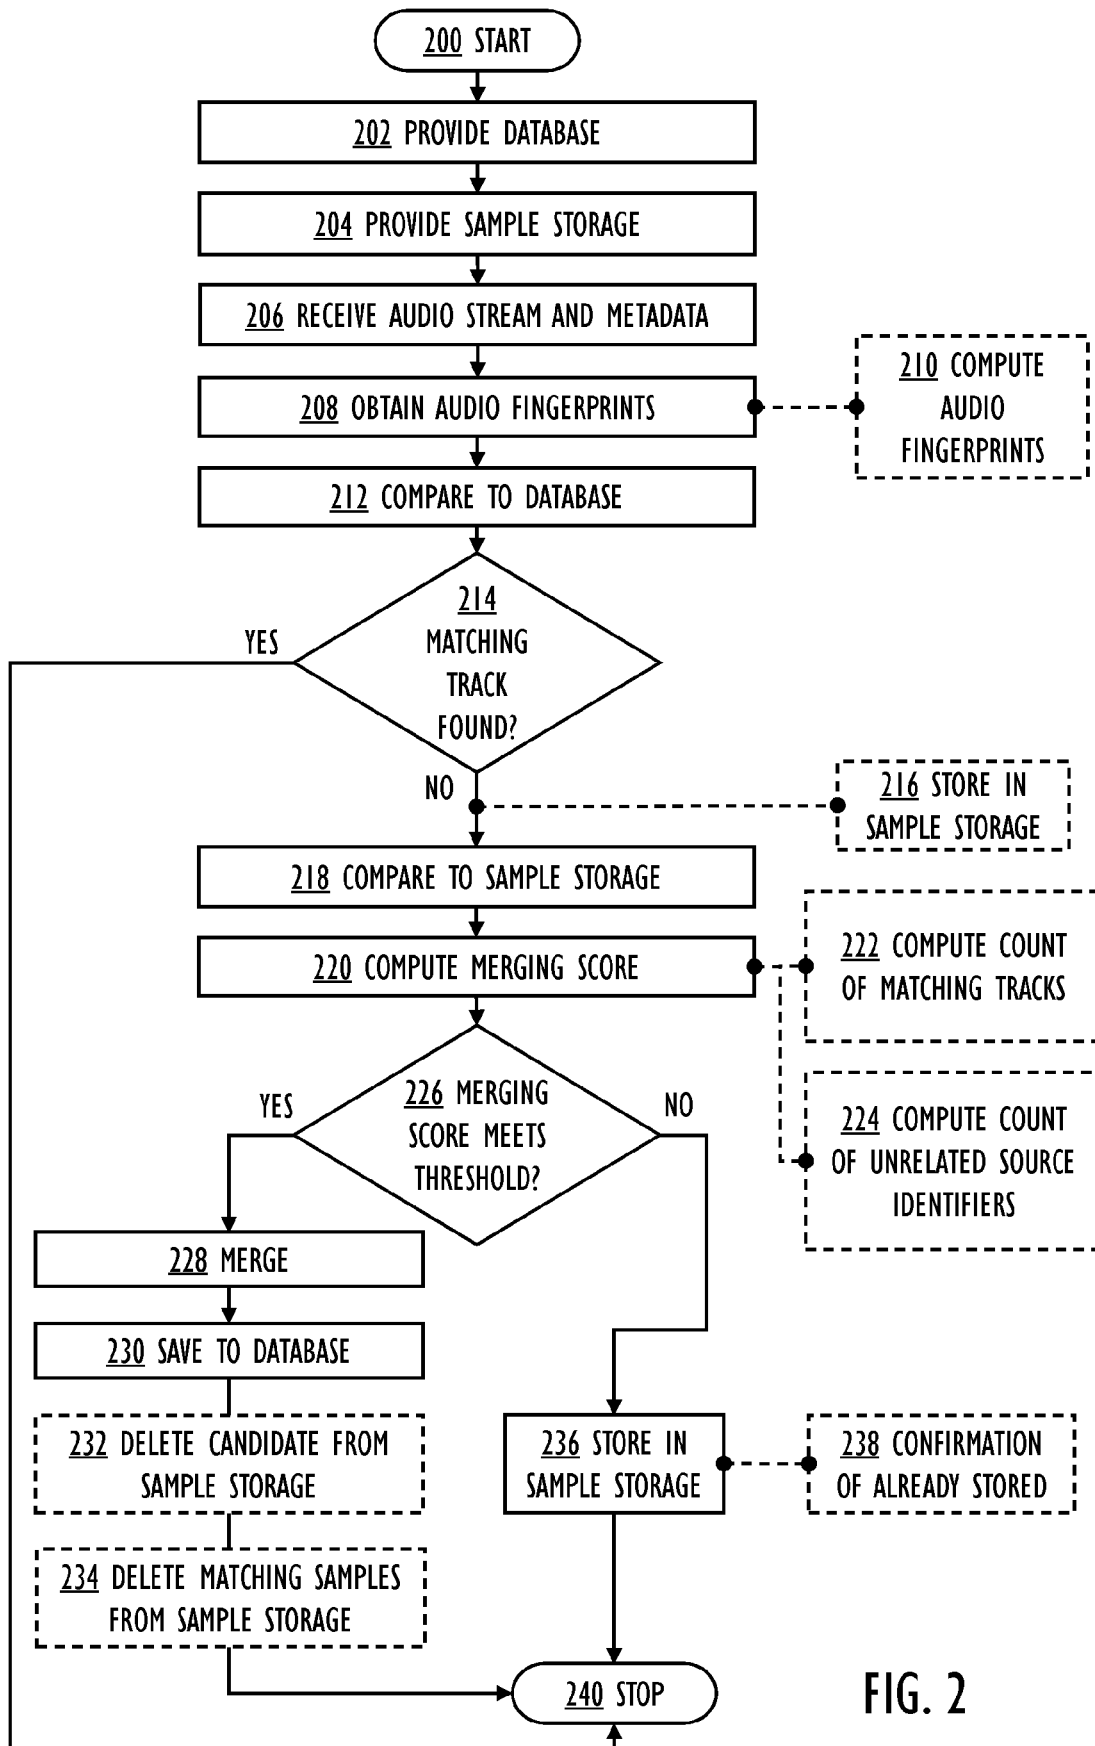 200 START
202 PROVIDE DATABASE
204 PROVIDE SAMPLE STORAGE
206 RECEIVE AUDIO STREAM AND METADATA
208 OBTAIN AUDIO FINGERPRINTS
210 COMPUTE
AUDIO
FINGERPRINTS
212 COMPARE TO DATABASE
214
MATCHING
TRACK
FOUND?
YES
NO
216 STORE IN
SAMPLE STORAGE
218 COMPARE TO SAMPLE STORAGE
220 COMPUTE MERGING SCORE
222 COMPUTE COUNT
OF MATCHING TRACKS
224 COMPUTE COUNT
OF UNRELATED SOURCE
IDENTIFIERS
226 MERGING
SCORE MEETS
THRESHOLD?
YES
NO
228 MERGE
230 SAVE TO DATABASE
232 DELETE CANDIDATE FROM
SAMPLE STORAGE
234 DELETE MATCHING SAMPLES
FROM SAMPLE STORAGE
236 STORE IN
SAMPLE STORAGE
238 CONFIRMATION
OF ALREADY STORED
240 STOP
FIG. 2